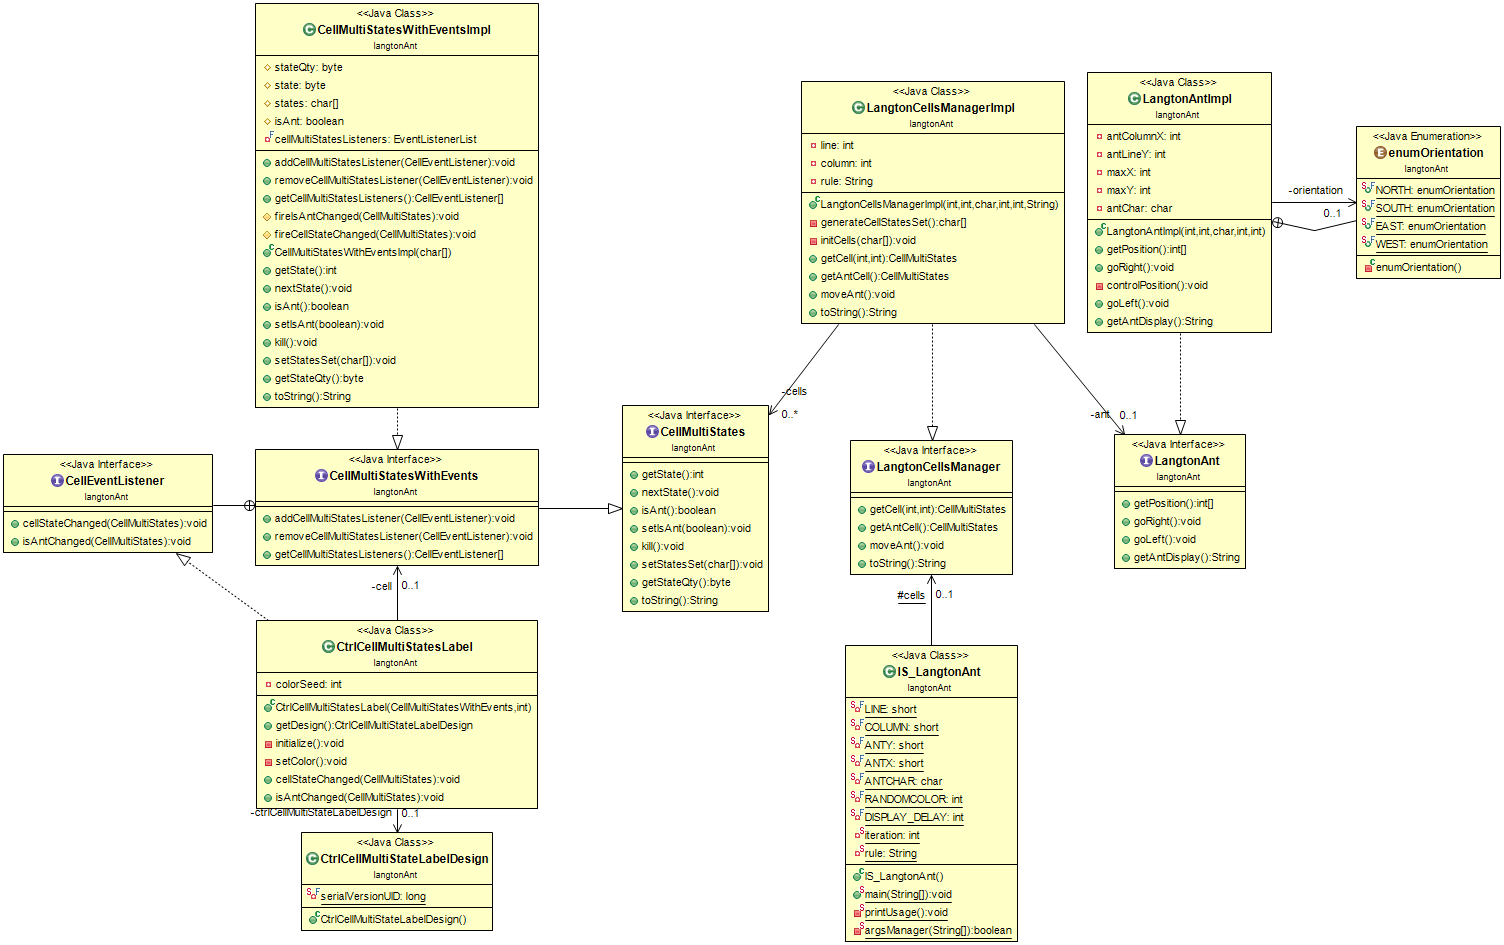 <<Java Class>>
CellMultiStatesWithEventsImpl
langtonAnt
stateQty: byte
state: byte
states: char[]
isAnt: boolean
cellMultiStatesListeners: EventListenerList
addCellMultiStatesListener(CellEventListener):void
removeCellMultiStatesListener(CellEventListener):void
getCellMultiStatesListeners():CellEventListener[]
fireIsAntChanged(CellMultiStates):void
fireCellStateChanged(CellMultiStates):void
CellMultiStatesWithEventsImpl(char[])
getState():int
nextState():void
isAnt():boolean
setIsAnt(boolean):void
kill():void
setStatesSet(char[]):void
getStateQty():byte
toString():String
<<Java Class>>
LangtonCellsManagerImpl
langtonAnt
line: int
column: int
rule: String
LangtonCellsManagerImpl(int,int,char,int,int,String)
generateCellStatesSet():char[]
initCells(char[]):void
getCell(int,int):CellMultiStates
getAntCell():CellMultiStates
moveAnt():void
toString():String
<<Java Class>>
LangtonAntImpl
langtonAnt
antColumnX: int
antLineY: int
maxX: int
maxY: int
antChar: char
LangtonAntImpl(int,int,char,int,int)
getPosition():int[]
goRight():void
controlPosition():void
goLeft():void
getAntDisplay():String
-orientation
0..1
<<Java Enumeration>>
enumOrientation
langtonAnt
NORTH: enumOrientation
SOUTH: enumOrientation
EAST: enumOrientation
WEST: enumOrientation
enumOrientation()
-cells
0..*
-ant
0..1
<<Java Interface>>
CellEventListener
langtonAnt
cellStateChanged(CellMultiStates):void
isAntChanged(CellMultiStates):void
<<Java Interface>>
CellMultiStatesWithEvents
langtonAnt
addCellMultiStatesListener(CellEventListener):void
removeCellMultiStatesListener(CellEventListener):void
getCellMultiStatesListeners():CellEventListener[]
<<Java Interface>>
CellMultiStates
langtonAnt
getState():int
nextState():void
isAnt():boolean
setIsAnt(boolean):void
kill():void
setStatesSet(char[]):void
getStateQty():byte
toString():String
<<Java Interface>>
LangtonCellsManager
langtonAnt
getCell(int,int):CellMultiStates
getAntCell():CellMultiStates
moveAnt():void
toString():String
<<Java Interface>>
LangtonAnt
langtonAnt
getPosition():int[]
goRight():void
goLeft():void
getAntDisplay():String
-cell
0..1
#cells
0..1
<<Java Class>>
CtrlCellMultiStatesLabel
langtonAnt
colorSeed: int
CtrlCellMultiStatesLabel(CellMultiStatesWithEvents,int)
getDesign():CtrlCellMultiStateLabelDesign
initialize():void
setColor():void
cellStateChanged(CellMultiStates):void
isAntChanged(CellMultiStates):void
-ctrlCellMultiStateLabelDesign
0..1
<<Java Class>>
CtrlCellMultiStateLabelDesign
langtonAnt
serialVersionUID: long
CtrlCellMultiStateLabelDesign()
<<Java Class>>
IS_LangtonAnt
langtonAnt
LINE: short
COLUMN: short
ANTY: short
ANTX: short
ANTCHAR: char
RANDOMCOLOR: int
DISPLAY_DELAY: int
iteration: int
rule: String
IS_LangtonAnt()
main(String[]):void
printUsage():void
argsManager(String[]):boolean